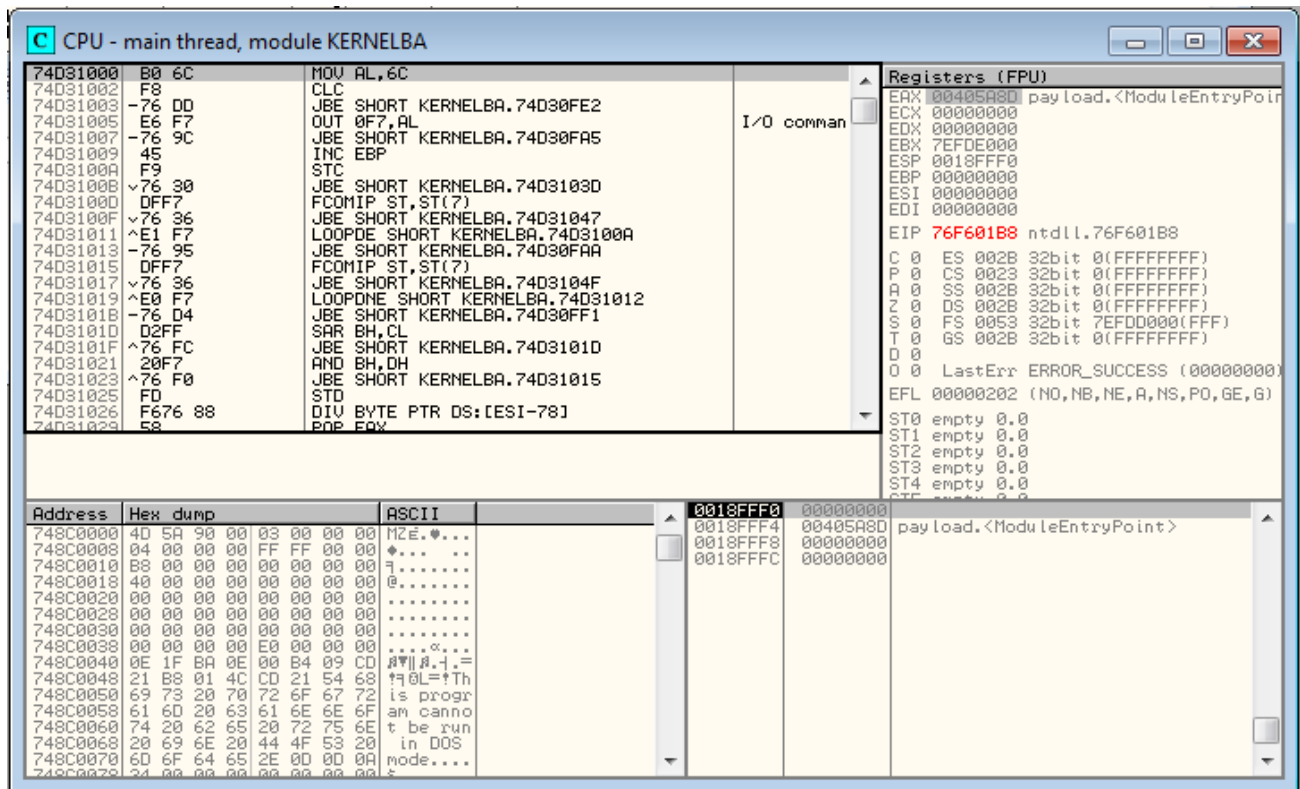 CPU - main thread, module KERNELBA
74D31000 B0 6C MOV AL,6C
74D31002 F8 CLC
74D31003 -76 DD JBE SHORT KERNELBA.74D30FE2
74D31005 E6 F7 OUT 0F7,AL I/O comman
74D31007 -76 9C JBE SHORT KERNELBA.74D30FA5
74D31009 45 INC EBP
74D3100A F9 STC
74D3100B v76 30 JBE SHORT KERNELBA.74D3103D
74D3100D DFF7 FCOMIP ST,ST(7)
74D3100F v76 36 JBE SHORT KERNELBA.74D31047
74D31011 ^E1 F7 LOOPDE SHORT KERNELBA.74D3100A
74D31013 -76 95 JBE SHORT KERNELBA.74D30FAA
74D31015 DFF7 FCOMIP ST,ST(7)
74D31017 v76 36 JBE SHORT KERNELBA.74D3104F
74D31019 ^E0 F7 LOOPDNE SHORT KERNELBA.74D31012
74D3101B -76 D4 JBE SHORT KERNELBA.74D30FF1
74D3101D D2FF SAR BH,CL
74D3101F ^76 FC JBE SHORT KERNELBA.74D3101D
74D31021 20F7 AND BH,DH
74D31023 ^76 F0 JBE SHORT KERNELBA.74D31015
74D31025 FD STD
74D31026 F676 88 DIV BYTE PTR DS:[ESI-78]
74D31029 58 POP EAX
Registers (FPU)
EAX 00405A8D payload.<ModuleEntryPoin
ECX 00000000
EDX 00000000
EBX 7EFDE000
ESP 0018FFF0
EBP 00000000
ESI 00000000
EDI 00000000
EIP 76F601B8 ntdll.76F601B8
C 0 ES 002B 32bit 0(FFFFFFFF)
P 0 CS 0023 32bit 0(FFFFFFFF)
A 0 SS 002B 32bit 0(FFFFFFFF)
Z 0 DS 002B 32bit 0(FFFFFFFF)
S 0 FS 0053 32bit 7EFDD000(FFF)
T 0 GS 002B 32bit 0(FFFFFFFF)
D 0
O 0 LastErr ERROR_SUCCESS (00000000)
EFL 00000202 (NO,NB,NE,A,NS,PO,GE,G)
ST0 empty 0.0
ST1 empty 0.0
ST2 empty 0.0
ST3 empty 0.0
ST4 empty 0.0
Address Hex dump ASCII
748C0000 4D 5A 90 00 03 00 00 00 MZÉ.♥...
748C0008 04 00 00 00 FF FF 00 00 ♦... ..
748C0010 B8 00 00 00 00 00 00 00 ╕.......
748C0018 40 00 00 00 00 00 00 00 @.......
748C0020 00 00 00 00 00 00 00 00 ........
748C0028 00 00 00 00 00 00 00 00 ........
748C0030 00 00 00 00 00 00 00 00 ........
748C0038 00 00 00 00 E0 00 00 00 ....α...
748C0040 0E 1F BA 0E 00 B4 09 CD ♫▼║♫.┤.=
748C0048 21 B8 01 4C CD 21 54 68 !╕☺L=!Th
748C0050 69 73 20 70 72 6F 67 72 is progr
748C0058 61 6D 20 63 61 6E 6E 6F am canno
748C0060 74 20 62 65 20 72 75 6E t be run
748C0068 20 69 6E 20 44 4F 53 20 in DOS
748C0070 6D 6F 64 65 2E 0D 0D 0A mode....
748C0078 24 00 00 00 00 00 00 00
0018FFF0 00000000
0018FFF4 00405A8D payload.<ModuleEntryPoint>
0018FFF8 00000000
0018FFFC 00000000